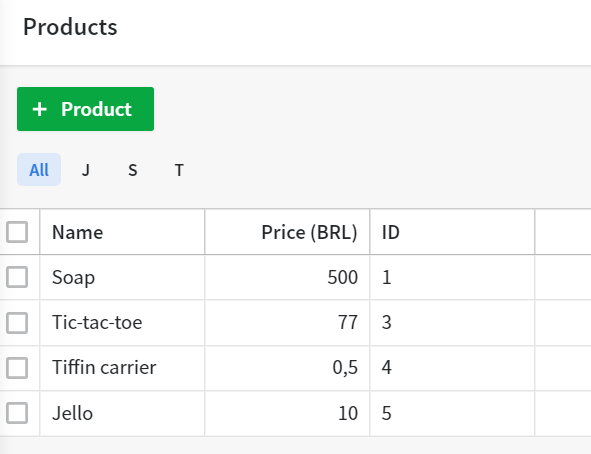 Products
+ Product
All J S T
Name Price (BRL) ID
Soap 500 1
Tic-tac-toe 77 3
Tiffin carrier 0,5 4
Jello 10 5